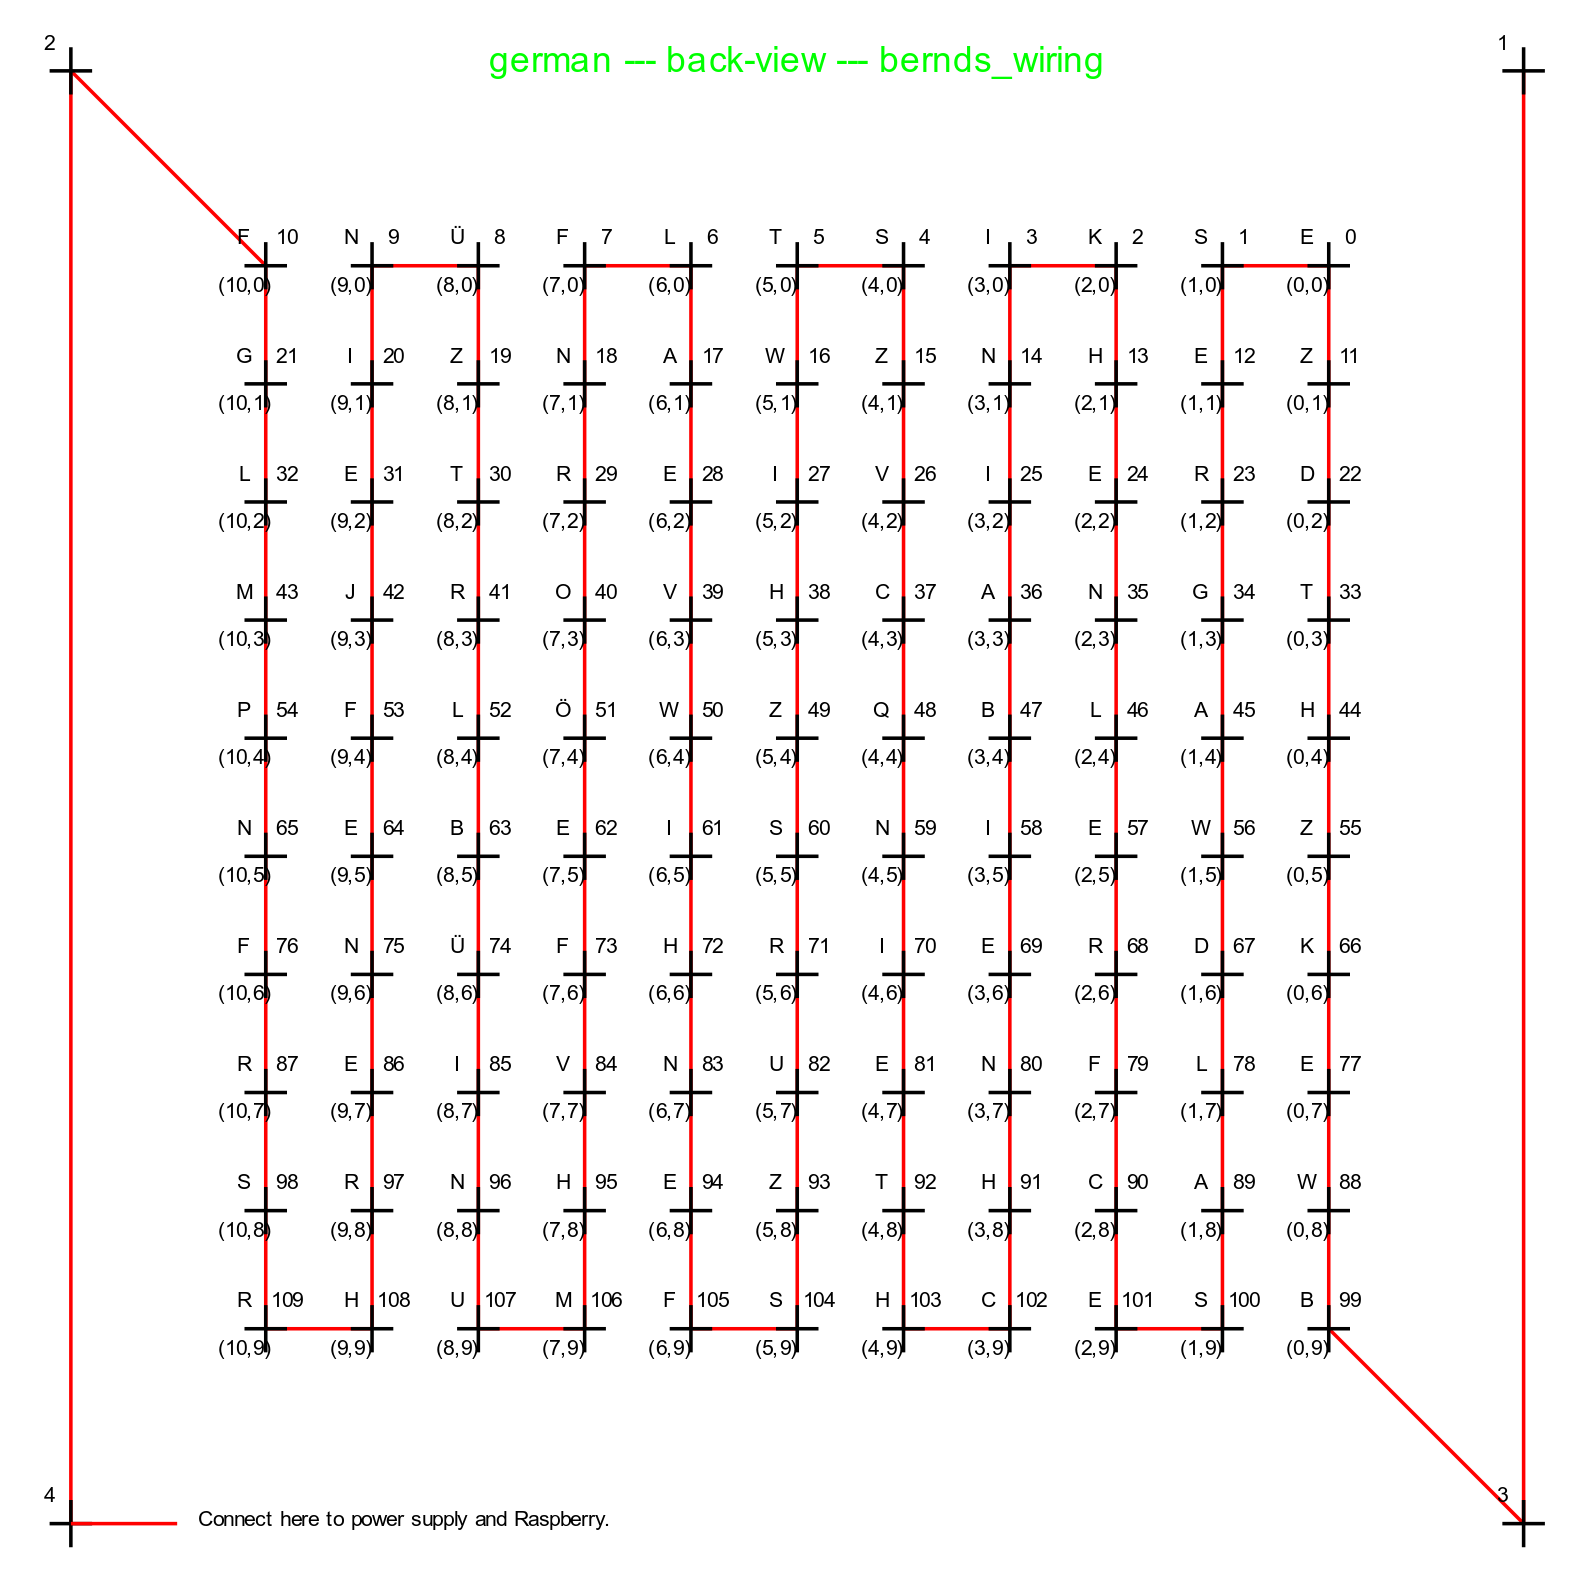 2 1
german --- back-view --- bernds_wiring
F 10 N 9 Ü 8 F 7 L 6 T 5 S 4 I 3 K 2 S 1 E 0
(10,0) (9,0) (8,0) (7,0) (6,0) (5,0) (4,0) (3,0) (2,0) (1,0) (0,0)
G 21 I 20 Z 19 N 18 A 17 W 16 Z 15 N 14 H 13 E 12 Z 11
(10,1) (9,1) (8,1) (7,1) (6,1) (5,1) (4,1) (3,1) (2,1) (1,1) (0,1)
L 32 E 31 T 30 R 29 E 28 I 27 V 26 I 25 E 24 R 23 D 22
(10,2) (9,2) (8,2) (7,2) (6,2) (5,2) (4,2) (3,2) (2,2) (1,2) (0,2)
M 43 J 42 R 41 O 40 V 39 H 38 C 37 A 36 N 35 G 34 T 33
(10,3) (9,3) (8,3) (7,3) (6,3) (5,3) (4,3) (3,3) (2,3) (1,3) (0,3)
P 54 F 53 L 52 Ö 51 W 50 Z 49 Q 48 B 47 L 46 A 45 H 44
(10,4) (9,4) (8,4) (7,4) (6,4) (5,4) (4,4) (3,4) (2,4) (1,4) (0,4)
N 65 E 64 B 63 E 62 I 61 S 60 N 59 I 58 E 57 W 56 Z 55
(10,5) (9,5) (8,5) (7,5) (6,5) (5,5) (4,5) (3,5) (2,5) (1,5) (0,5)
F 76 N 75 Ü 74 F 73 H 72 R 71 I 70 E 69 R 68 D 67 K 66
(10,6) (9,6) (8,6) (7,6) (6,6) (5,6) (4,6) (3,6) (2,6) (1,6) (0,6)
R 87 E 86 I 85 V 84 N 83 U 82 E 81 N 80 F 79 L 78 E 77
(10,7) (9,7) (8,7) (7,7) (6,7) (5,7) (4,7) (3,7) (2,7) (1,7) (0,7)
S 98 R 97 N 96 H 95 E 94 Z 93 T 92 H 91 C 90 A 89 W 88
(10,8) (9,8) (8,8) (7,8) (6,8) (5,8) (4,8) (3,8) (2,8) (1,8) (0,8)
R 109 H 108 U 107 M 106 F 105 S 104 H 103 C 102 E 101 S 100 B 99
(10,9) (9,9) (8,9) (7,9) (6,9) (5,9) (4,9) (3,9) (2,9) (1,9) (0,9)
4 3
Connect here to power supply and Raspberry.